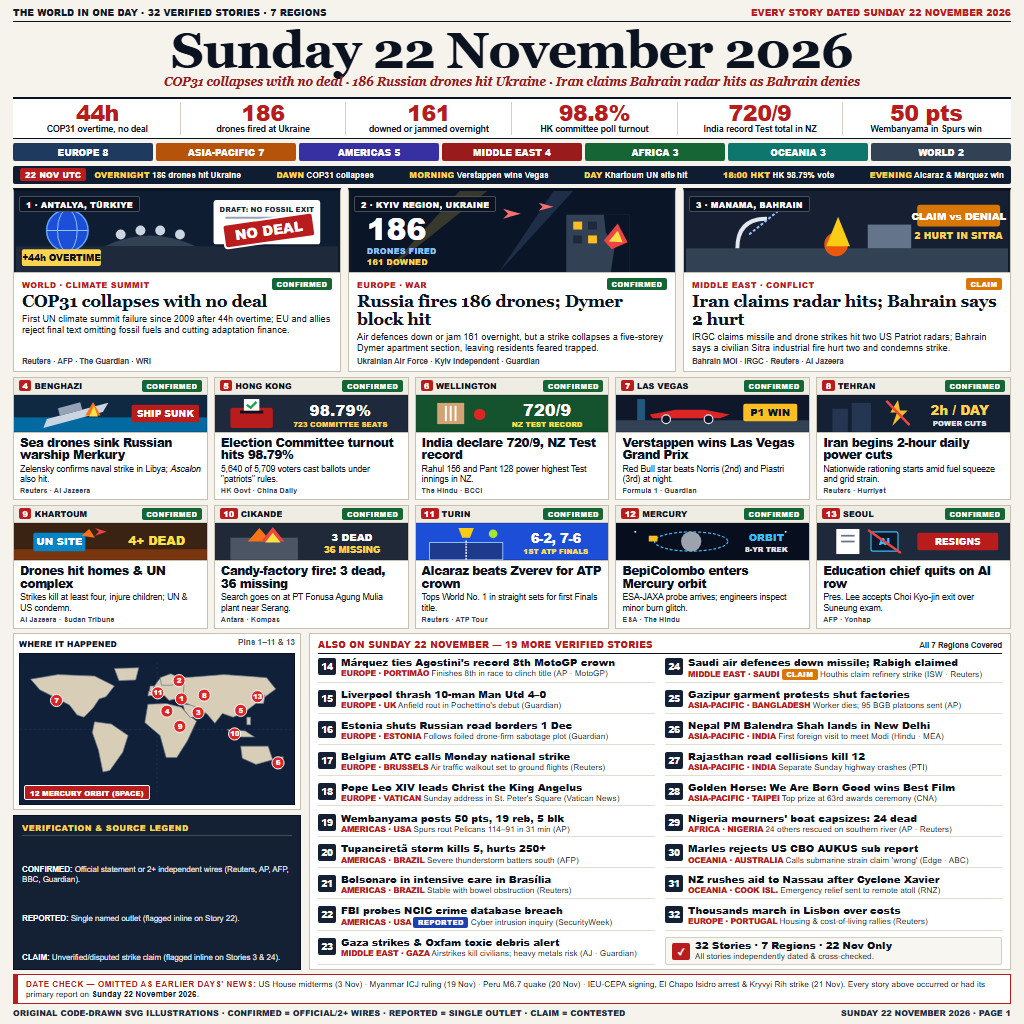 THE WORLD IN ONE DAY · 32 VERIFIED STORIES · 7 REGIONS
EVERY STORY DATED SUNDAY 22 NOVEMBER 2026
Sunday 22 November 2026
COP31 collapses with no deal · 186 Russian drones hit Ukraine · Iran claims Bahrain radar hits as Bahrain denies
44h
COP31 overtime, no deal
186
drones fired at Ukraine
161
downed or jammed overnight
98.8%
HK committee poll turnout
720/9
India record Test total in NZ
50 pts
Wembanyama in Spurs win
EUROPE 8
ASIA-PACIFIC 7
AMERICAS 5
MIDDLE EAST 4
AFRICA 3
OCEANIA 3
WORLD 2
22 NOV UTC
OVERNIGHT 186 drones hit Ukraine
DAWN COP31 collapses
MORNING Verstappen wins Vegas
DAY Khartoum UN site hit
18:00 HKT HK 98.79% vote
EVENING Alcaraz & Márquez win
1 · ANTALYA, TÜRKIYE
DRAFT: NO FOSSIL EXIT
NO DEAL
+44h OVERTIME
WORLD · CLIMATE SUMMIT
CONFIRMED
COP31 collapses with no deal
First UN climate summit failure since 2009 after 44h overtime; EU and allies
reject final text omitting fossil fuels and cutting adaptation finance.
Reuters · AFP · The Guardian · WRI
2 · KYIV REGION, UKRAINE
186
DRONES FIRED
161 DOWNED
EUROPE · WAR
CONFIRMED
Russia fires 186 drones; Dymer
block hit
Air defences down or jam 161 overnight, but a strike collapses a five-storey
Dymer apartment section, leaving residents feared trapped.
Ukrainian Air Force · Kyiv Independent · Guardian
3 · MANAMA, BAHRAIN
CLAIM vs DENIAL
2 HURT IN SITRA
MIDDLE EAST · CONFLICT
CLAIM
Iran claims radar hits; Bahrain says
2 hurt
IRGC claims missile and drone strikes hit two US Patriot radars; Bahrain
says a civilian Sitra industrial fire hurt two and condemns strike.
Bahrain MOI · IRGC · Reuters · Al Jazeera
4 BENGHAZI
CONFIRMED
SHIP SUNK
Sea drones sink Russian
warship Merkury
Zelensky confirms naval strike in Libya; Ascalon
also hit.
Reuters · Al Jazeera
5 HONG KONG
CONFIRMED
98.79%
723 COMMITTEE SEATS
Election Committee turnout
hits 98.79%
5,640 of 5,709 voters cast ballots under
"patriots" rules.
HK Govt · China Daily
6 WELLINGTON
CONFIRMED
720/9
NZ TEST RECORD
India declare 720/9, NZ Test
record
Rahul 156 and Pant 128 power highest Test
innings in NZ.
The Hindu · BCCI
7 LAS VEGAS
CONFIRMED
P1 WIN
Verstappen wins Las Vegas
Grand Prix
Red Bull star beats Norris (2nd) and Piastri
(3rd) at night.
Formula 1 · Guardian
8 TEHRAN
CONFIRMED
2h / DAY
POWER CUTS
Iran begins 2-hour daily
power cuts
Nationwide rationing starts amid fuel squeeze
and grid strain.
Reuters · Hurriyet
9 KHARTOUM
CONFIRMED
UN SITE
4+ DEAD
Drones hit homes & UN
complex
Strikes kill at least four, injure children; UN &
US condemn.
Al Jazeera · Sudan Tribune
10 CIKANDE
CONFIRMED
3 DEAD
36 MISSING
Candy-factory fire: 3 dead,
36 missing
Search goes on at PT Fonusa Agung Mulia
plant near Serang.
Antara · Kompas
11 TURIN
CONFIRMED
6-2, 7-6
1ST ATP FINALS
Alcaraz beats Zverev for ATP
crown
Tops World No. 1 in straight sets for first Finals
title.
Reuters · ATP Tour
12 MERCURY
CONFIRMED
ORBIT
8-YR TREK
BepiColombo enters
Mercury orbit
ESA-JAXA probe arrives; engineers inspect
minor burn glitch.
ESA · The Hindu
13 SEOUL
CONFIRMED
AI
RESIGNS
Education chief quits on AI
row
Pres. Lee accepts Choi Kyo-jin exit over
Suneung exam.
AFP · Yonhap
WHERE IT HAPPENED
Pins 1–11 & 13
7
2
11
1
8
13
4
3
5
9
10
6
12 MERCURY ORBIT (SPACE)
VERIFICATION & SOURCE LEGEND
CONFIRMED: Official statement or 2+ independent wires (Reuters, AP, AFP,
BBC, Guardian).
REPORTED: Single named outlet (flagged inline on Story 22).
CLAIM: Unverified/disputed strike claim (flagged inline on Stories 3 & 24).
ALSO ON SUNDAY 22 NOVEMBER — 19 MORE VERIFIED STORIES
All 7 Regions Covered
14 Márquez ties Agostini's record 8th MotoGP crown
EUROPE · PORTIMÃO Finishes 8th in race to clinch title (AP · MotoGP)
15 Liverpool thrash 10-man Man Utd 4–0
EUROPE · UK Anfield rout in Pochettino's debut (Guardian)
16 Estonia shuts Russian road borders 1 Dec
EUROPE · ESTONIA Follows foiled drone-firm sabotage plot (Guardian)
17 Belgium ATC calls Monday national strike
EUROPE · BRUSSELS Air traffic walkout set to ground flights (Reuters)
18 Pope Leo XIV leads Christ the King Angelus
EUROPE · VATICAN Sunday address in St. Peter's Square (Vatican News)
19 Wembanyama posts 50 pts, 19 reb, 5 blk
AMERICAS · USA Spurs rout Pelicans 114–91 in 31 min (AP)
20 Tupanciretã storm kills 5, hurts 250+
AMERICAS · BRAZIL Severe thunderstorm batters south (AFP)
21 Bolsonaro in intensive care in Brasília
AMERICAS · BRAZIL Stable with bowel obstruction (Reuters)
22 FBI probes NCIC crime database breach
AMERICAS · USA REPORTED Cyber intrusion inquiry (SecurityWeek)
23 Gaza strikes & Oxfam toxic debris alert
MIDDLE EAST · GAZA Airstrikes kill civilians; heavy metals risk (AJ · Guardian)
24 Saudi air defences down missile; Rabigh claimed
MIDDLE EAST · SAUDI CLAIM Houthis claim refinery strike (ISW · Reuters)
25 Gazipur garment protests shut factories
ASIA-PACIFIC · BANGLADESH Worker dies; 95 BGB platoons sent (AP)
26 Nepal PM Balendra Shah lands in New Delhi
ASIA-PACIFIC · INDIA First foreign visit to meet Modi (Hindu · MEA)
27 Rajasthan road collisions kill 12
ASIA-PACIFIC · INDIA Separate Sunday highway crashes (PTI)
28 Golden Horse: We Are Born Good wins Best Film
ASIA-PACIFIC · TAIPEI Top prize at 63rd awards ceremony (CNA)
29 Nigeria mourners' boat capsizes: 24 dead
AFRICA · NIGERIA 24 others rescued on southern river (AP · Reuters)
30 Marles rejects US CBO AUKUS sub report
OCEANIA · AUSTRALIA Calls submarine strain claim 'wrong' (Edge · ABC)
31 NZ rushes aid to Nassau after Cyclone Xavier
OCEANIA · COOK ISL. Emergency relief sent to remote atoll (RNZ)
32 Thousands march in Lisbon over costs
EUROPE · PORTUGAL Housing & cost-of-living rallies (Reuters)
✓ 32 Stories · 7 Regions · 22 Nov Only
All stories independently dated & cross-checked.
DATE CHECK — OMITTED AS EARLIER DAYS' NEWS: US House midterms (3 Nov) · Myanmar ICJ ruling (19 Nov) · Peru M6.7 quake (20 Nov) · IEU-CEPA signing, El Chapo Isidro arrest & Kryvyi Rih strike (21 Nov). Every story above occurred or had its
primary report on Sunday 22 November 2026.
ORIGINAL CODE-DRAWN SVG ILLUSTRATIONS · CONFIRMED = OFFICIAL/2+ WIRES · REPORTED = SINGLE OUTLET · CLAIM = CONTESTED
SUNDAY 22 NOVEMBER 2026 · PAGE 1